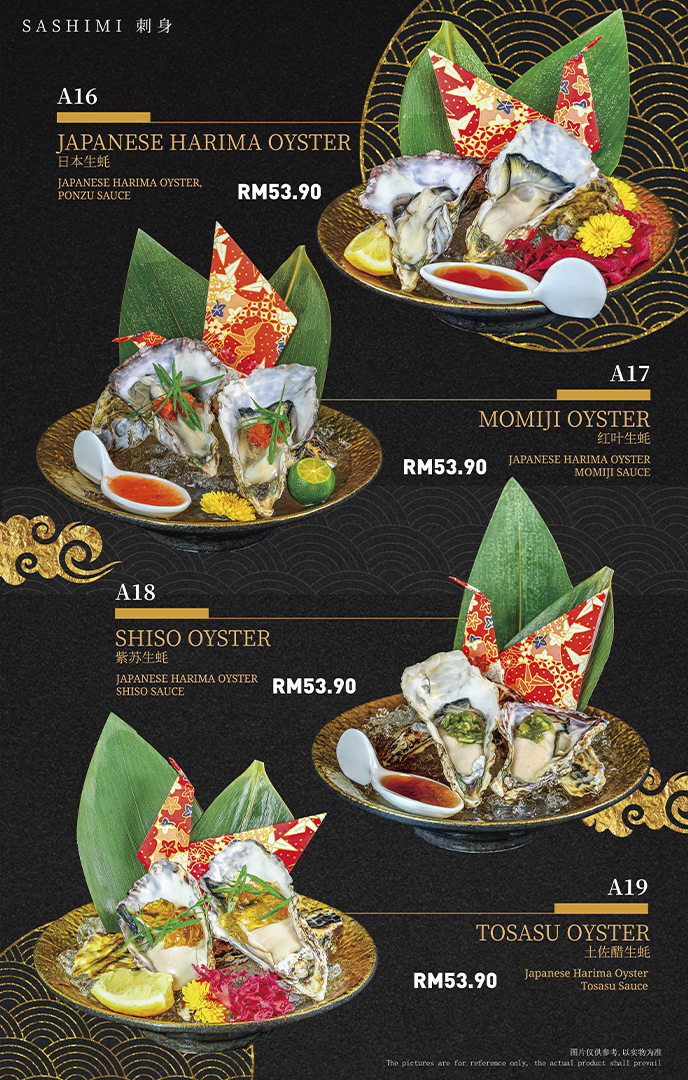 SASHIMI 刺身
A16
JAPANESE HARIMA OYSTER
日本生蚝
JAPANESE HARIMA OYSTER,
PONZU SAUCE
RM53.90
A17
MOMIJI OYSTER
红叶生蚝
RM53.90
JAPANESE HARIMA OYSTER
MOMIJI SAUCE
A18
SHISO OYSTER
紫苏生蚝
JAPANESE HARIMA OYSTER
SHISO SAUCE
RM53.90
A19
TOSASU OYSTER
土佐醋生蚝
RM53.90
Japanese Harima Oyster
Tosasu Sauce
图片仅供参考,以实物为准
The pictures are for reference only, the actual product shall prevail